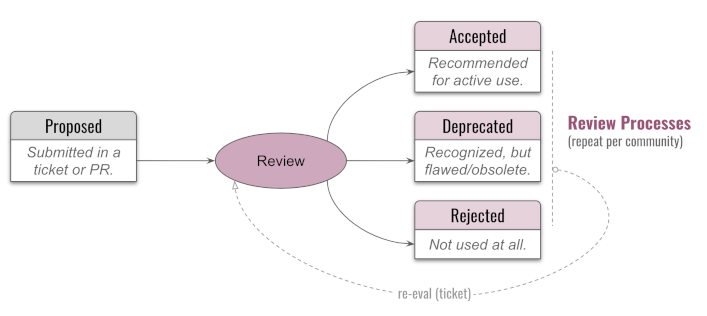 Proposed
Submitted in a
ticket or PR.
Review
Accepted
Recommended
for active use.
Deprecated
Recognized, but
flawed/obsolete.
Rejected
Not used at all.
Review Processes
(repeat per community)
re-eval (ticket)